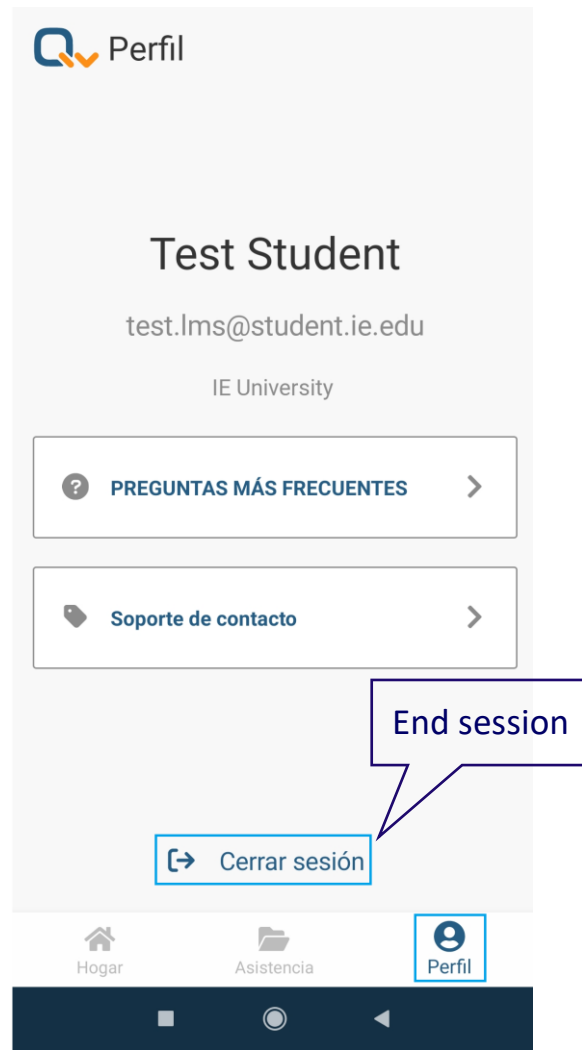 Perfil
Test Student
test.lms@student.ie.edu
IE University
PREGUNTAS MÁS FRECUENTES
Soporte de contacto
End session
Cerrar sesión
Hogar
Asistencia
Perfil